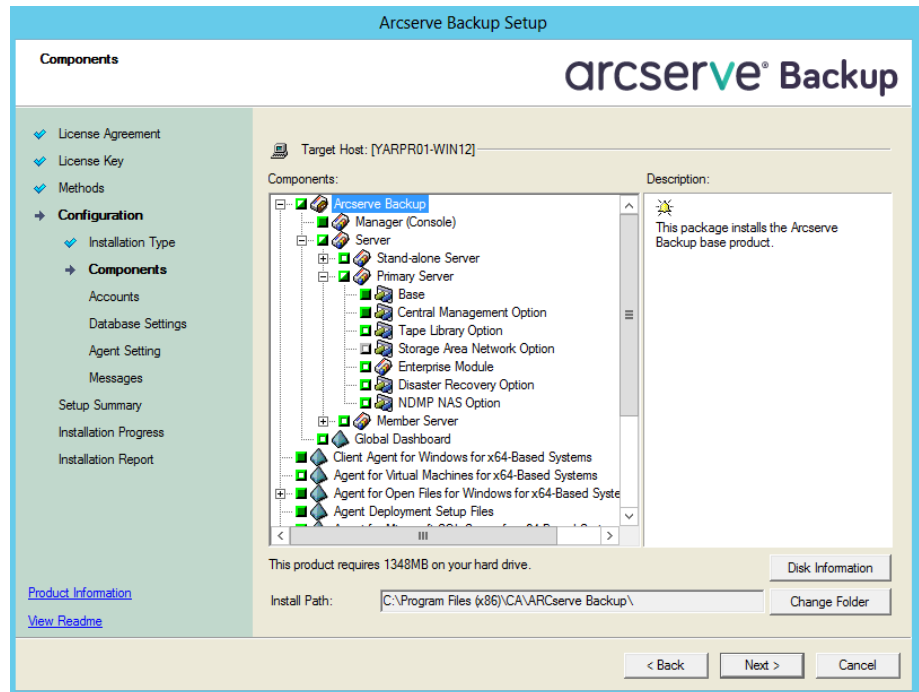 Arcserve Backup Setup
Components
arcserve® Backup
License Agreement
License Key
Methods
Configuration
Installation Type
Components
Accounts
Database Settings
Agent Setting
Messages
Setup Summary
Installation Progress
Installation Report
Product Information
View Readme
Target Host: [YARPR01-WIN12]
Components:
Arcserve Backup
Manager (Console)
Server
Stand-alone Server
Primary Server
Base
Central Management Option
Tape Library Option
Storage Area Network Option
Enterprise Module
Disaster Recovery Option
NDMP NAS Option
Member Server
Global Dashboard
Client Agent for Windows for x64-Based Systems
Agent for Virtual Machines for x64-Based Systems
Agent for Open Files for Windows for x64-Based Syste
Agent Deployment Setup Files
Description:
This package installs the Arcserve
Backup base product.
This product requires 1348MB on your hard drive.
Disk Information
Install Path:
C:\Program Files (x86)\CA\ARCserve Backup\
Change Folder
< Back
Next >
Cancel